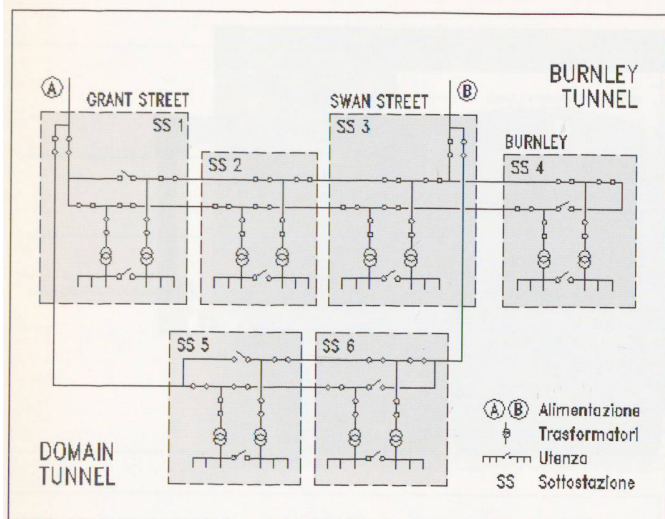 A
GRANT STREET
SS 1
SS 2
SWAN STREET
SS 3
B
BURNLEY
TUNNEL
BURNLEY
SS 4
SS 5
SS 6
DOMAIN
TUNNEL
A B Alimentazione
Trasformatori
Utenza
SS Sottostazione